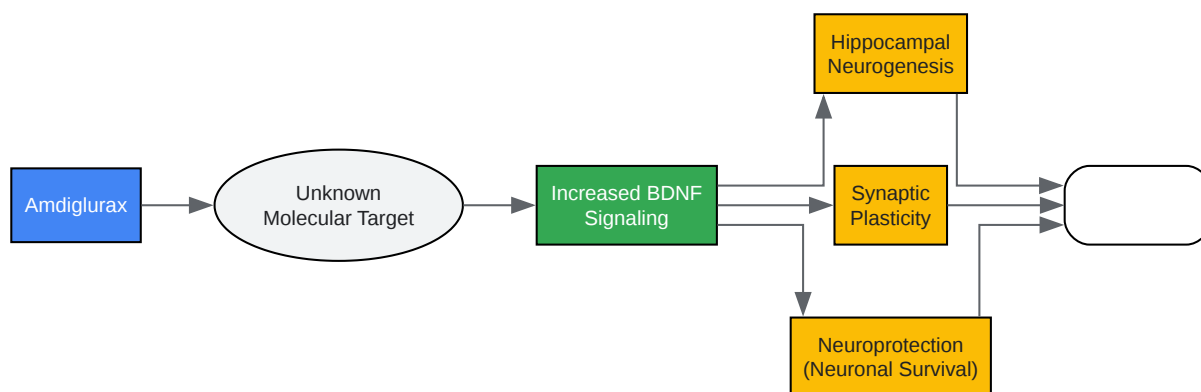 Amdiglurax
Unknown
Molecular Target
Increased BDNF
Signaling
Hippocampal
Neurogenesis
Synaptic
Plasticity
Neuroprotection
(Neuronal Survival)